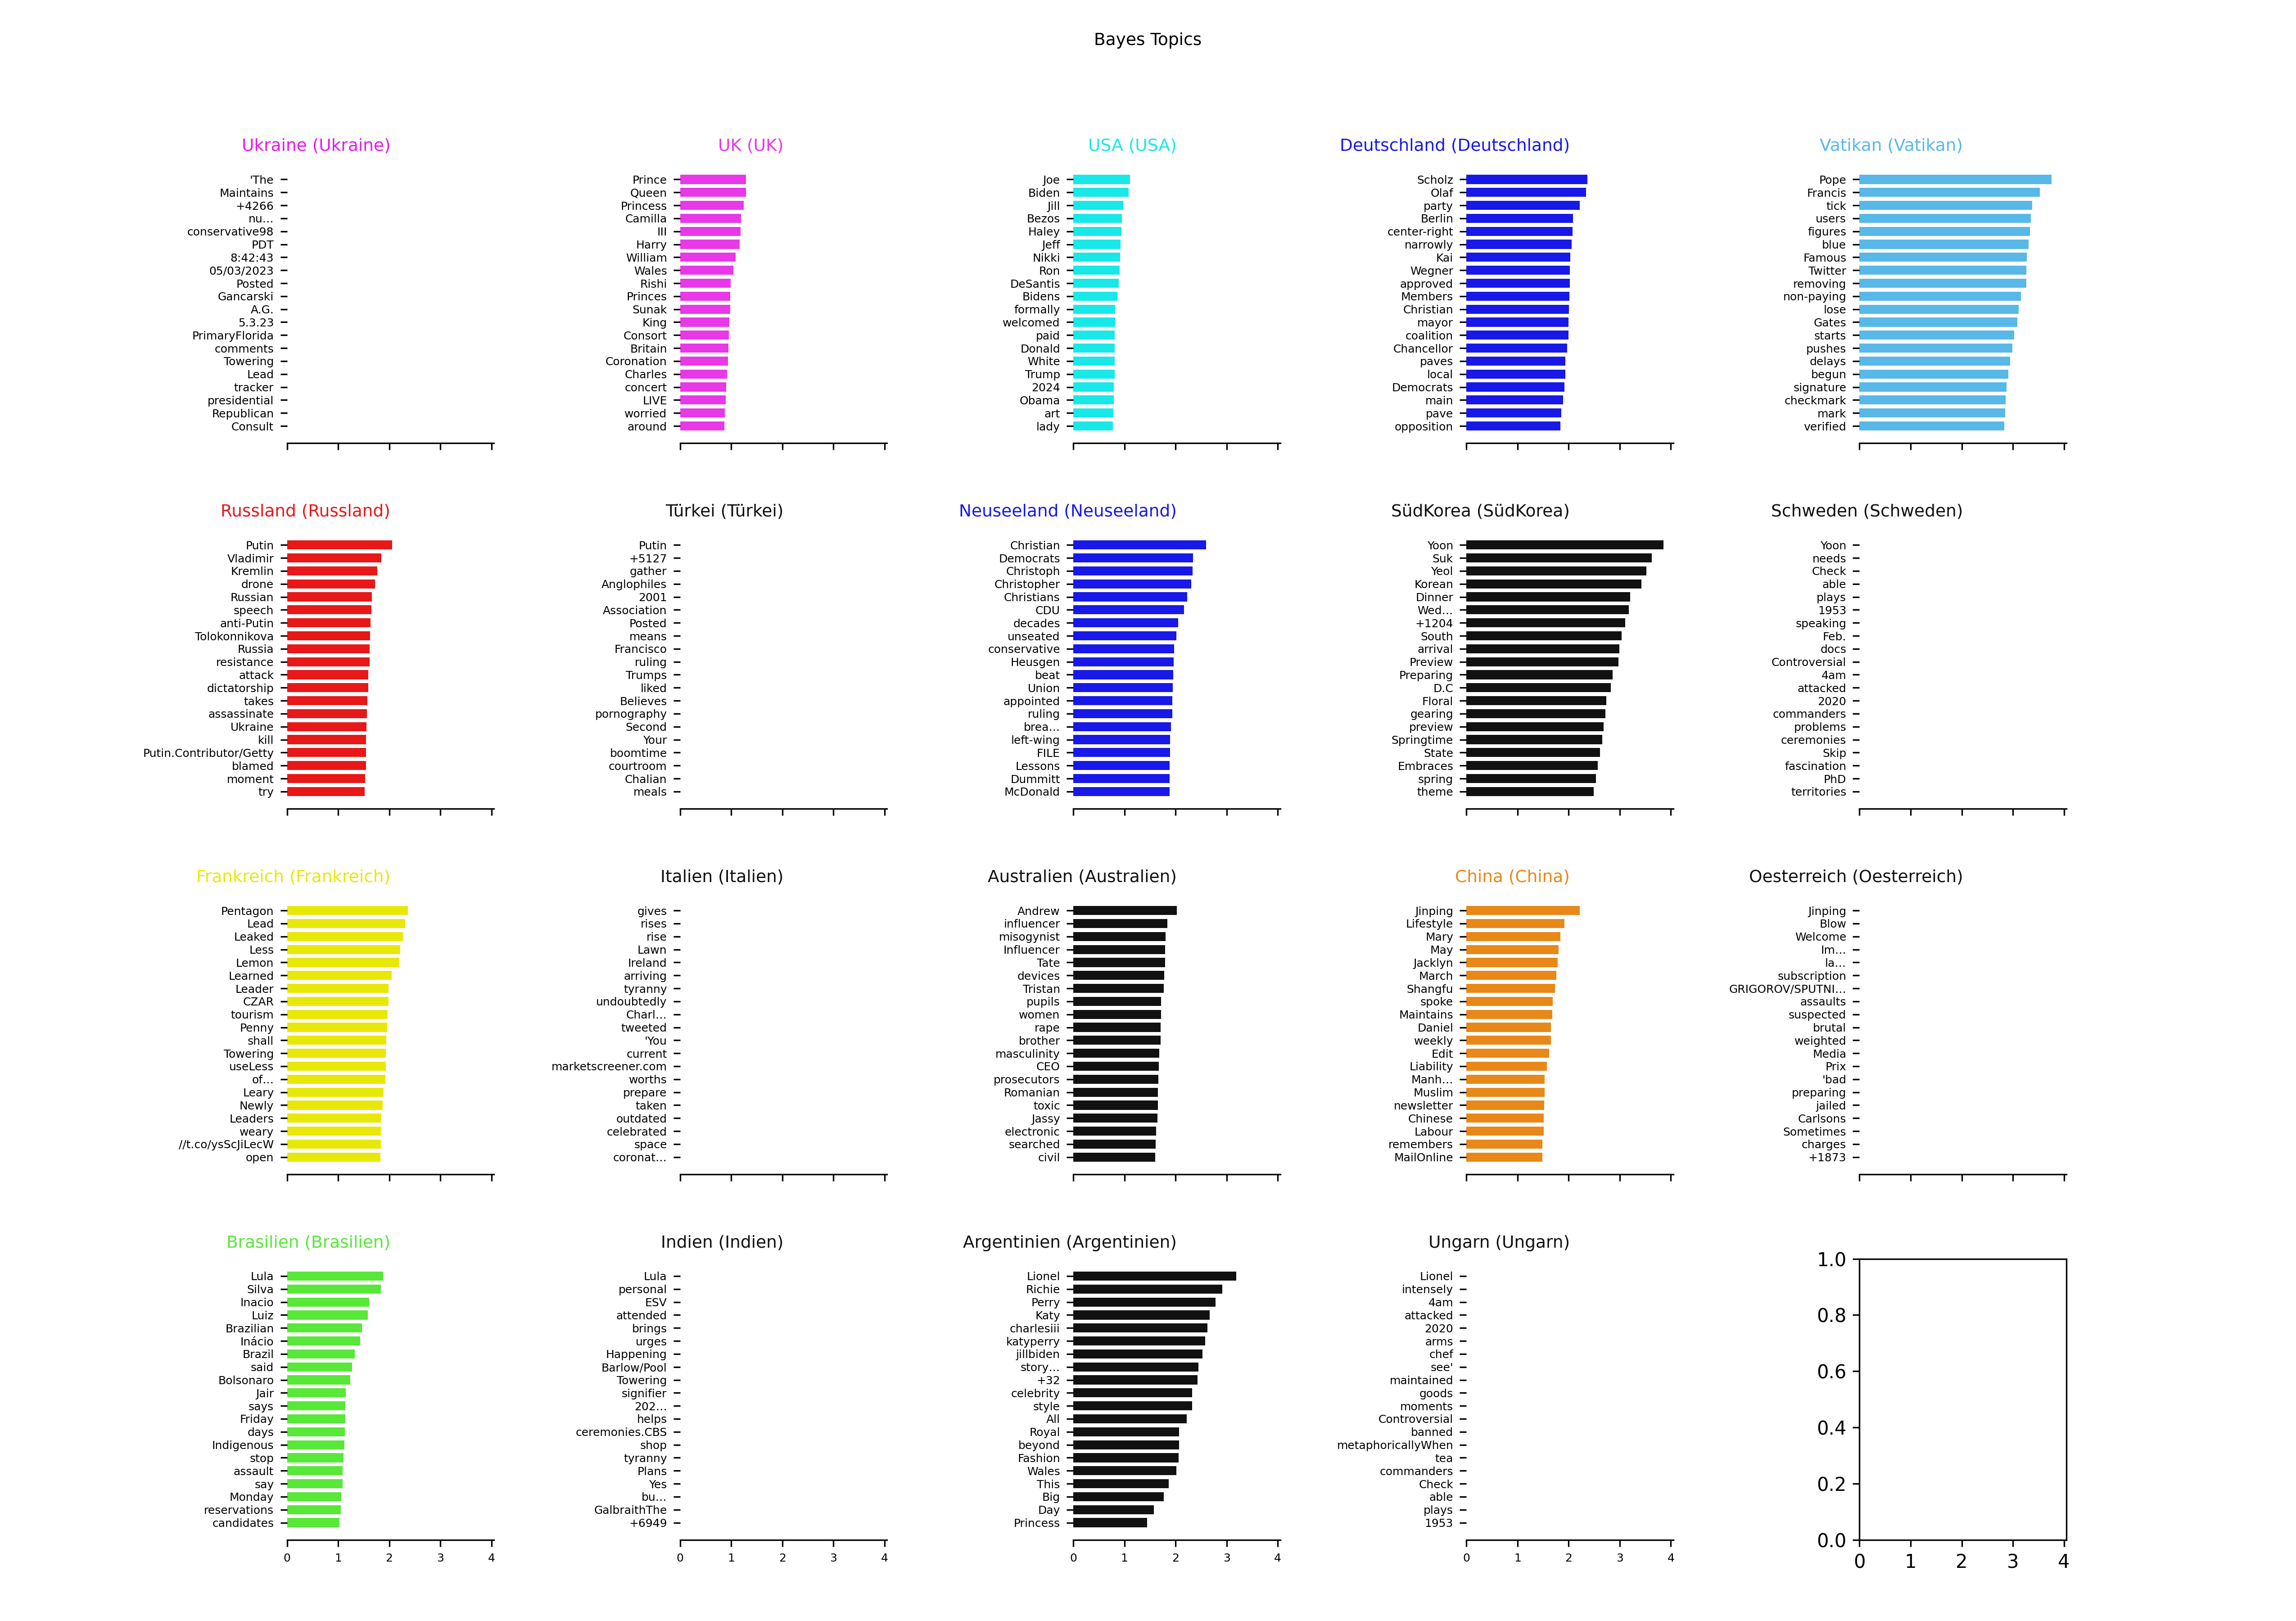 Bayes Topics
Ukraine (Ukraine)
'The
Maintains
+4266
nu...
conservative98
PDT
8:42:43
05/03/2023
Posted
Gancarski
A.G.
5.3.23
PrimaryFlorida
comments
Towering
Lead
tracker
presidential
Republican
Consult
UK (UK)
Prince
Queen
Princess
Camilla
III
Harry
William
Wales
Rishi
Princes
Sunak
King
Consort
Britain
Coronation
Charles
concert
LIVE
worried
around
USA (USA)
Joe
Biden
Jill
Bezos
Haley
Jeff
Nikki
Ron
DeSantis
Bidens
formally
welcomed
paid
Donald
White
Trump
2024
Obama
art
lady
Deutschland (Deutschland)
Scholz
Olaf
party
Berlin
center-right
narrowly
Kai
Wegner
approved
Members
Christian
mayor
coalition
Chancellor
paves
local
Democrats
main
pave
opposition
Vatikan (Vatikan)
Pope
Francis
tick
users
figures
blue
Famous
Twitter
removing
non-paying
lose
Gates
starts
pushes
delays
begun
signature
checkmark
mark
verified
Russland (Russland)
Putin
Vladimir
Kremlin
drone
Russian
speech
anti-Putin
Tolokonnikova
Russia
resistance
attack
dictatorship
takes
assassinate
Ukraine
kill
Putin.Contributor/Getty
blamed
moment
try
Türkei (Türkei)
Putin
+5127
gather
Anglophiles
2001
Association
Posted
means
Francisco
ruling
Trumps
liked
Believes
pornography
Second
Your
boomtime
courtroom
Chalian
meals
Neuseeland (Neuseeland)
Christian
Democrats
Christoph
Christopher
Christians
CDU
decades
unseated
conservative
Heusgen
beat
Union
appointed
ruling
brea...
left-wing
FILE
Lessons
Dummitt
McDonald
SüdKorea (SüdKorea)
Yoon
Suk
Yeol
Korean
Dinner
Wed...
+1204
South
arrival
Preview
Preparing
D.C
Floral
gearing
preview
Springtime
State
Embraces
spring
theme
Schweden (Schweden)
Yoon
needs
Check
able
plays
1953
speaking
Feb.
docs
Controversial
4am
attacked
2020
commanders
problems
ceremonies
Skip
fascination
PhD
territories
Frankreich (Frankreich)
Pentagon
Lead
Leaked
Less
Lemon
Learned
Leader
CZAR
tourism
Penny
shall
Towering
useLess
of...
Leary
Newly
Leaders
weary
//t.co/ysScJiLecW
open
Italien (Italien)
gives
rises
rise
Lawn
Ireland
arriving
tyranny
undoubtedly
Charl...
tweeted
'You
current
marketscreener.com
worths
prepare
taken
outdated
celebrated
space
coronat...
Australien (Australien)
Andrew
influencer
misogynist
Influencer
Tate
devices
Tristan
pupils
women
rape
brother
masculinity
CEO
prosecutors
Romanian
toxic
Jassy
electronic
searched
civil
China (China)
Jinping
Lifestyle
Mary
May
Jacklyn
March
Shangfu
spoke
Maintains
Daniel
weekly
Edit
Liability
Manh...
Muslim
newsletter
Chinese
Labour
remembers
MailOnline
Oesterreich (Oesterreich)
Jinping
Blow
Welcome
Im...
la...
subscription
GRIGOROV/SPUTNI...
assaults
suspected
brutal
weighted
Media
Prix
'bad
preparing
jailed
Carlsons
Sometimes
charges
+1873
Brasilien (Brasilien)
Lula
Silva
Inacio
Luiz
Brazilian
Inácio
Brazil
said
Bolsonaro
Jair
says
Friday
days
Indigenous
stop
assault
say
Monday
reservations
candidates
0 1 2 3 4
Indien (Indien)
Lula
personal
ESV
attended
brings
urges
Happening
Barlow/Pool
Towering
signifier
202...
helps
ceremonies.CBS
shop
tyranny
Plans
Yes
bu...
GalbraithThe
+6949
0 1 2 3 4
Argentinien (Argentinien)
Lionel
Richie
Perry
Katy
charlesiii
katyperry
jillbiden
story...
+32
celebrity
style
All
Royal
beyond
Fashion
Wales
This
Big
Day
Princess
0 1 2 3 4
Ungarn (Ungarn)
Lionel
intensely
4am
attacked
2020
arms
chef
see'
maintained
goods
moments
Controversial
banned
metaphoricallyWhen
tea
commanders
Check
able
plays
1953
0 1 2 3 4
1.0
0.8
0.6
0.4
0.2
0.0
0 1 2 3 4